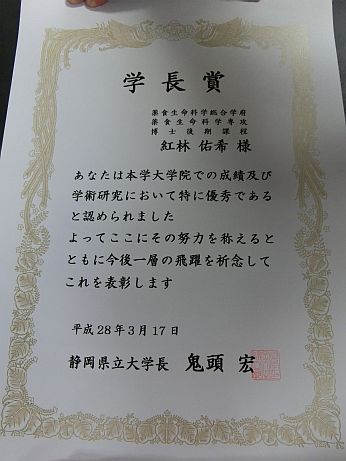 学長賞
薬食生命科学総合学府
薬食生命科学専攻
博士後期課程
紅林 佑希 様
あなたは本学大学院での成績及び
学術研究において特に優秀である
と認められました
よってここにその努力を称えると
ともに今後一層の飛躍を祈念して
これを表彰します
平成28年3月17日
静岡県立大学長 鬼頭 宏